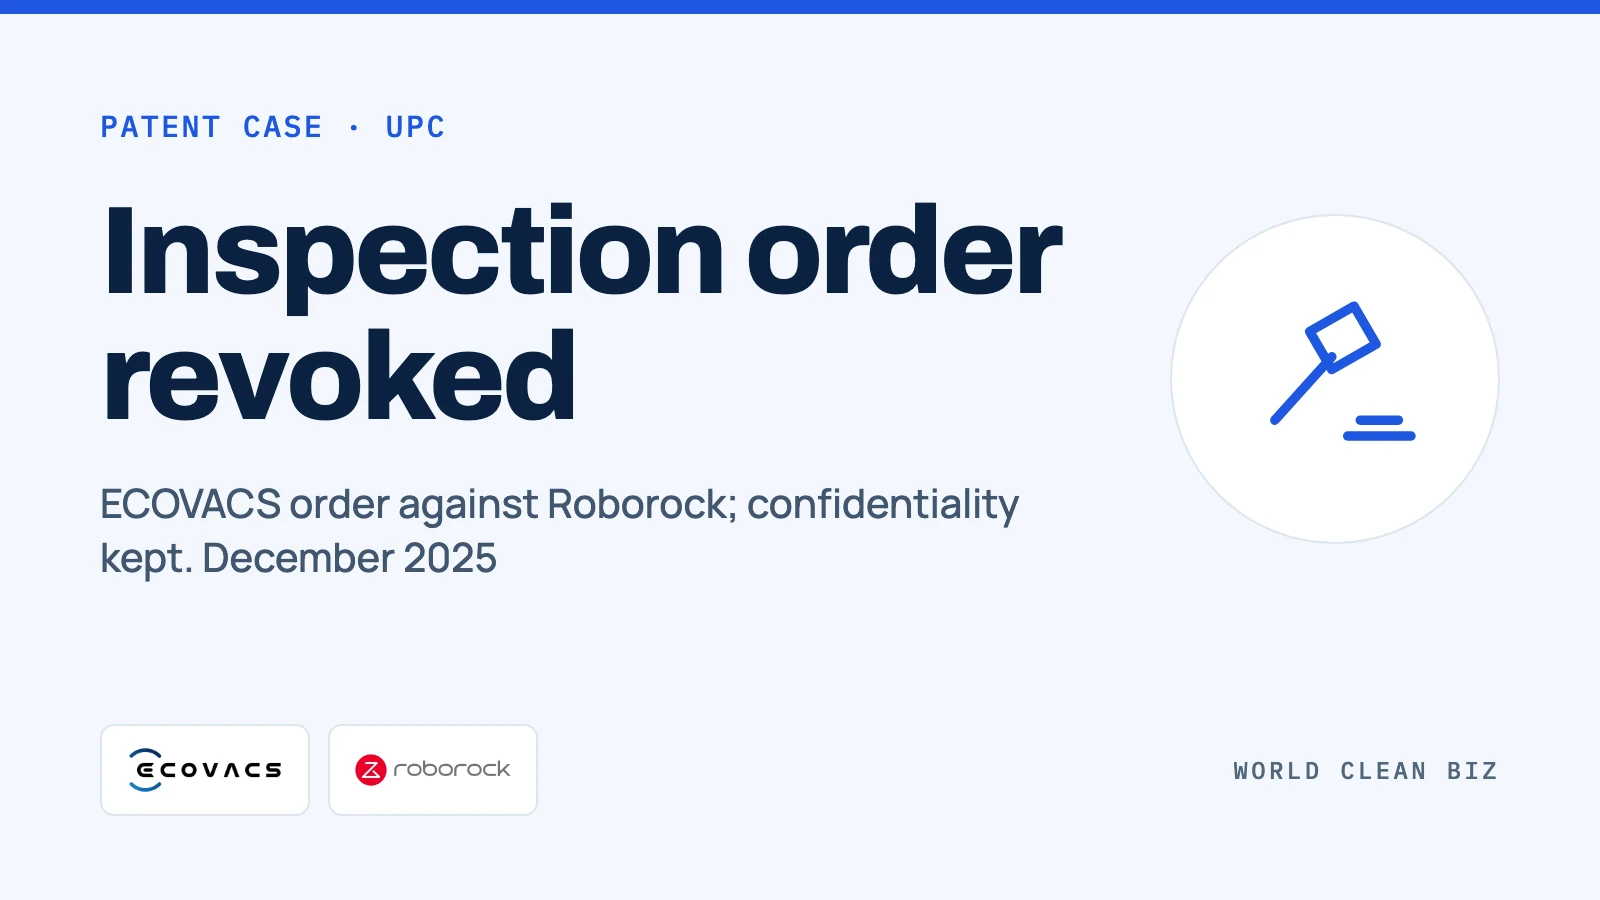 PATENT CASE · UPC
Inspection order
revoked
ECOVACS order against Roborock; confidentiality
kept. December 2025
ECOVACS
roborock
WORLD CLEAN BIZ